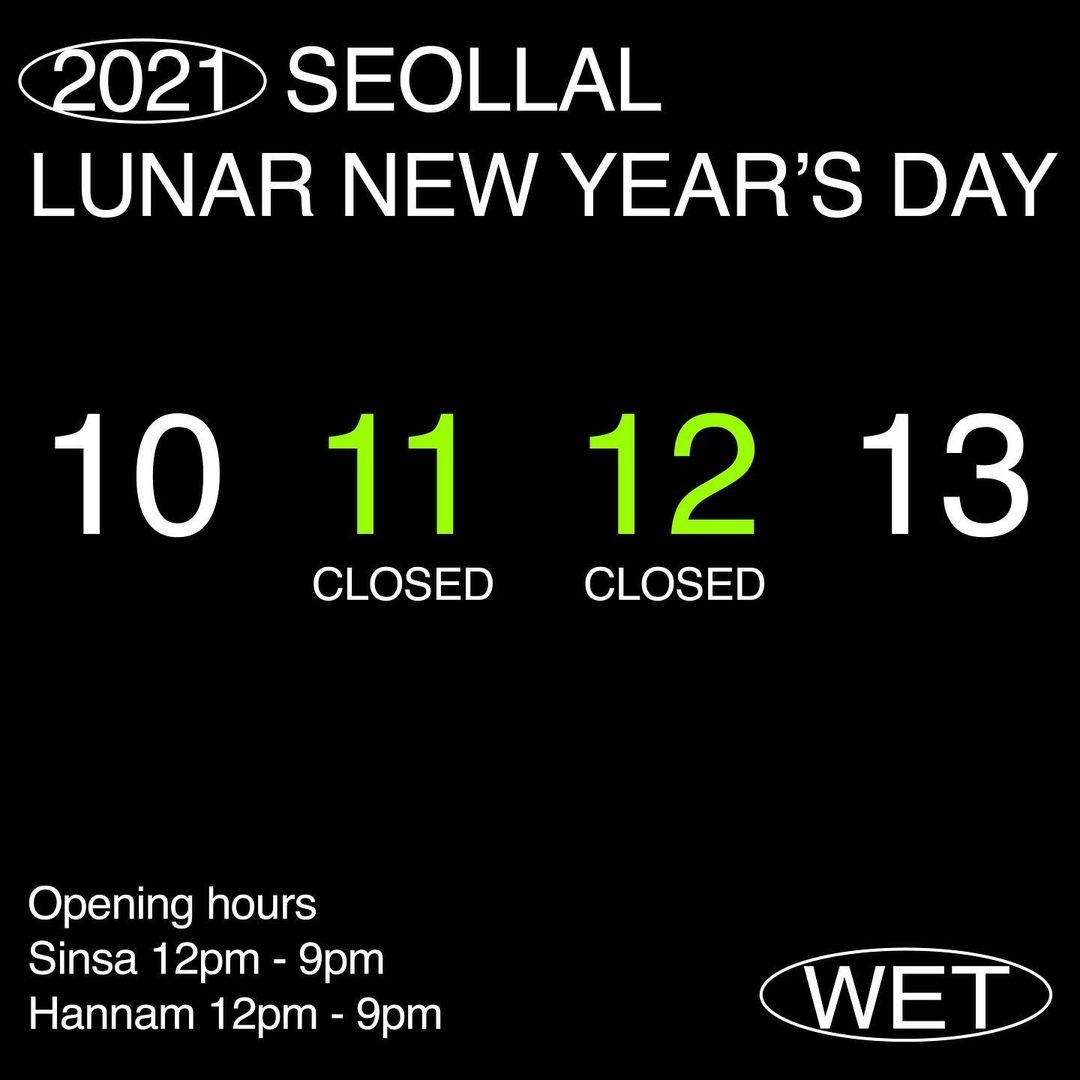 2021 SEOLLAL
LUNAR NEW YEAR’S DAY
10 11 12 13
CLOSED CLOSED
Opening hours
Sinsa 12pm - 9pm
Hannam 12pm - 9pm
WET